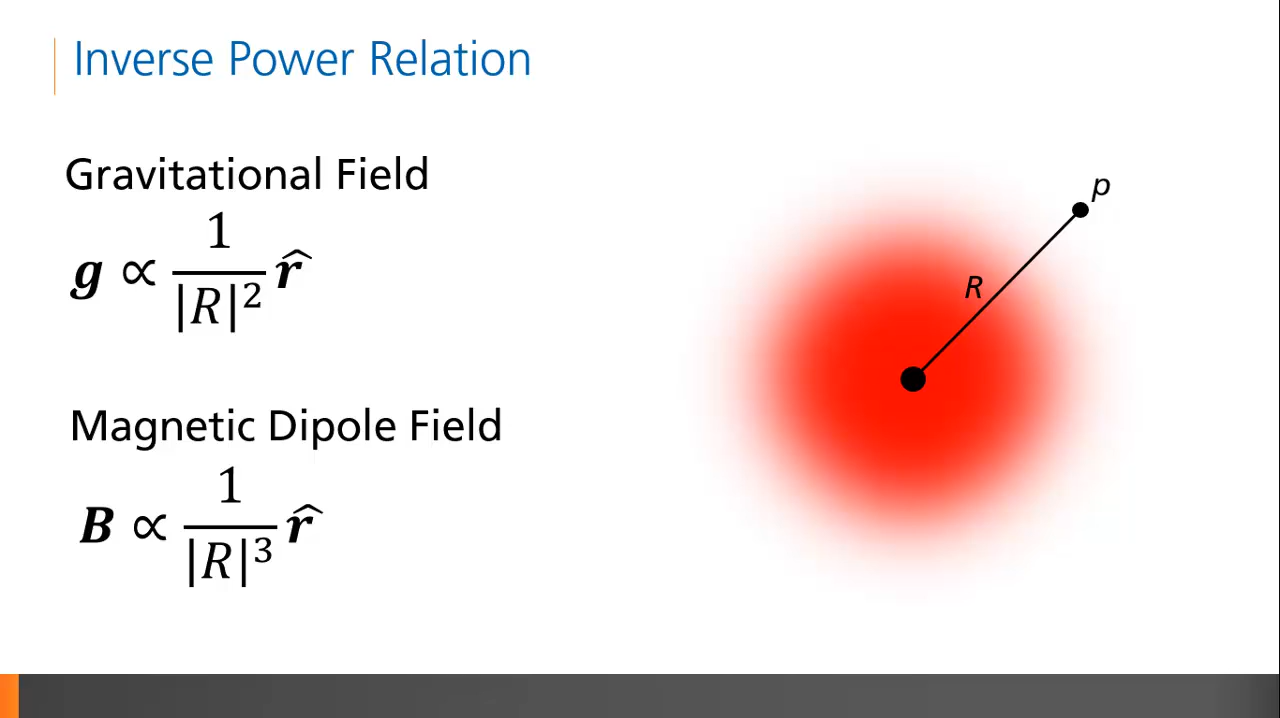 Inverse Power Relation
Gravitational Field
g ∝ 1/|R|² r̂
Magnetic Dipole Field
B ∝ 1/|R|³ r̂
p
R